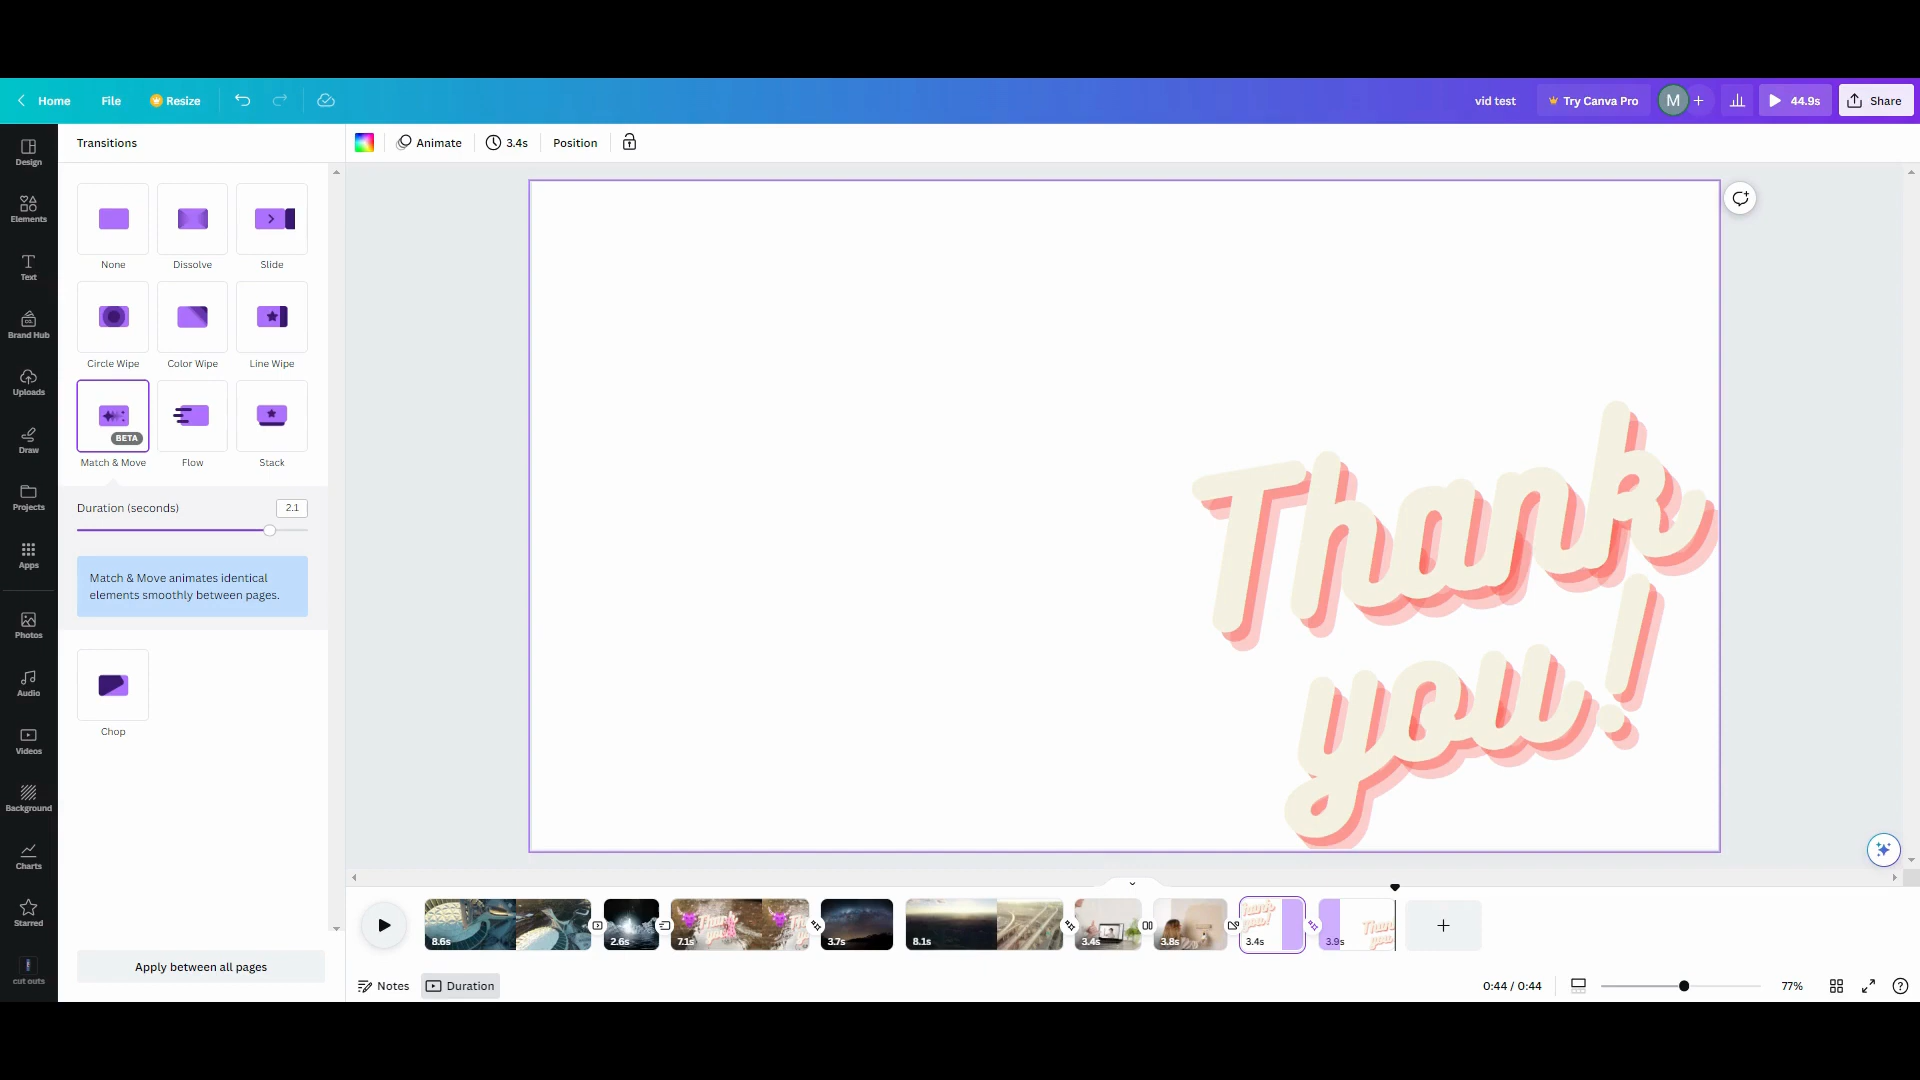 Home File Resize vid test Try Canva Pro M 44.9s Share
Design
Elements
Text
Brand Hub
Uploads
Draw
Projects
Apps
Photos
Audio
Videos
Background
Charts
Starred
cut outs
Transitions
None Dissolve Slide
Circle Wipe Color Wipe Line Wipe
BETA
Match & Move Flow Stack
Duration (seconds) 2.1
Match & Move animates identical
elements smoothly between pages.
Chop
Apply between all pages
Animate 3.4s Position
Thank
you!
8.6s 2.6s 7.1s 3.7s 8.1s 3.4s 3.8s 3.4s 3.9s
Notes Duration 0:44 / 0:44 77%